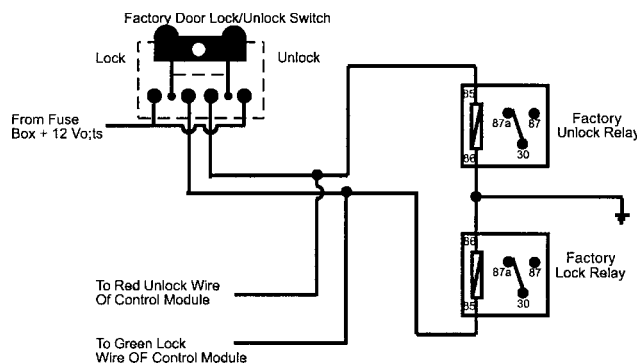 Factory Door Lock/Unlock Switch
Lock
Unlock
From Fuse
Box + 12 Vo;ts
85
87a
87
30
86
Factory
Unlock Relay
86
87a
87
30
85
Factory
Lock Relay
To Red Unlock Wire
Of Control Module
To Green Lock
Wire OF Control Module